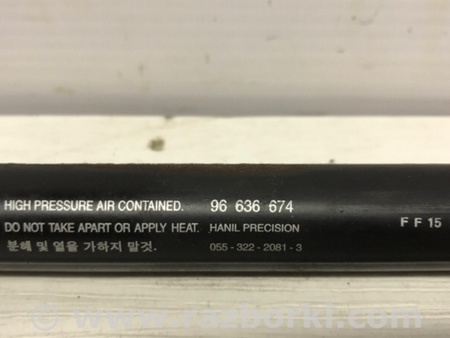 HIGH PRESSURE AIR CONTAINED. 96 636 674
DO NOT TAKE APART OR APPLY HEAT. HANIL PRECISION F F 15
분해 및 열을 가하지 말것. 055-322-2081-3
www.razborki.com